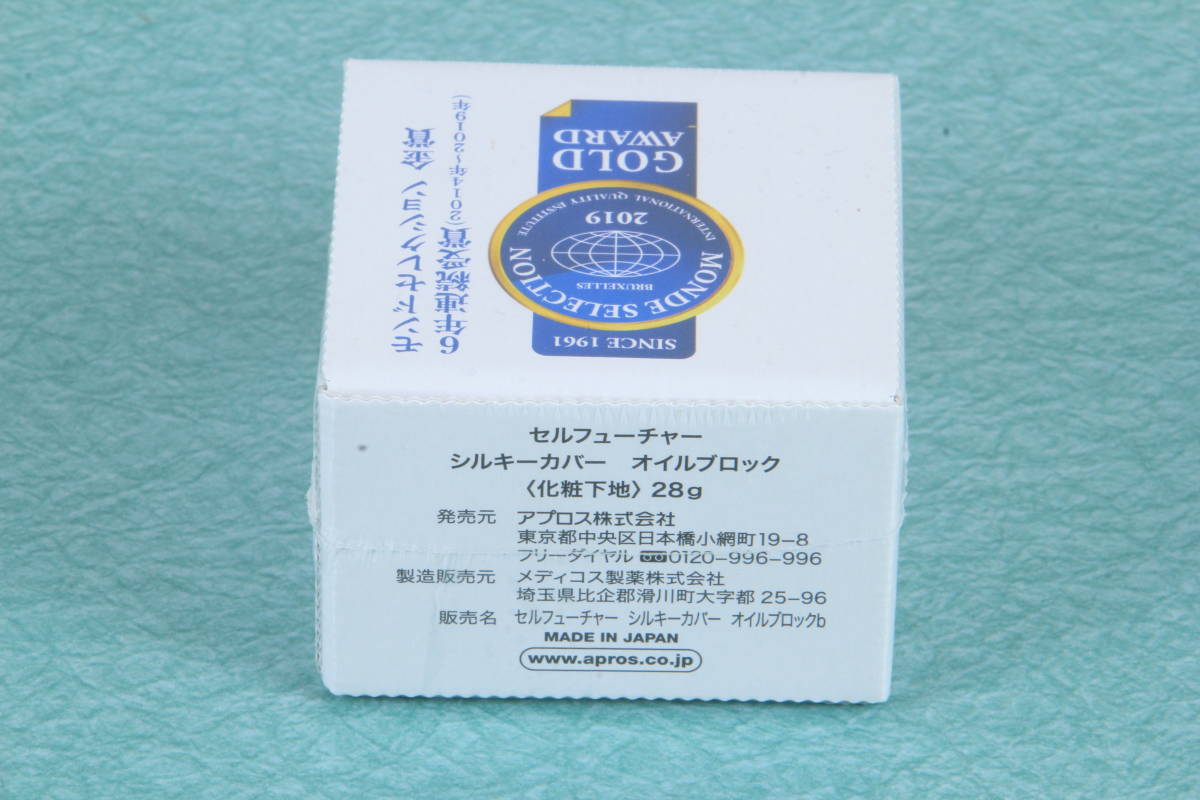 モンドセレクション 金賞
6年連続受賞(2014年~2019年)
GOLD
AWARD
INTERNATIONAL QUALITY INSTITUTE
2019
BRUXELLES
MONDE SELECTION
SINCE 1961
セルフューチャー
シルキーカバー オイルブロック
〈化粧下地〉28g
発売元 アプロス株式会社
東京都中央区日本橋小網町19-8
フリーダイヤル 0120-996-996
製造販売元 メディコス製薬株式会社
埼玉県比企郡滑川町大字都 25-96
販売名 セルフューチャー シルキーカバー オイルブロックb
MADE IN JAPAN
www.apros.co.jp